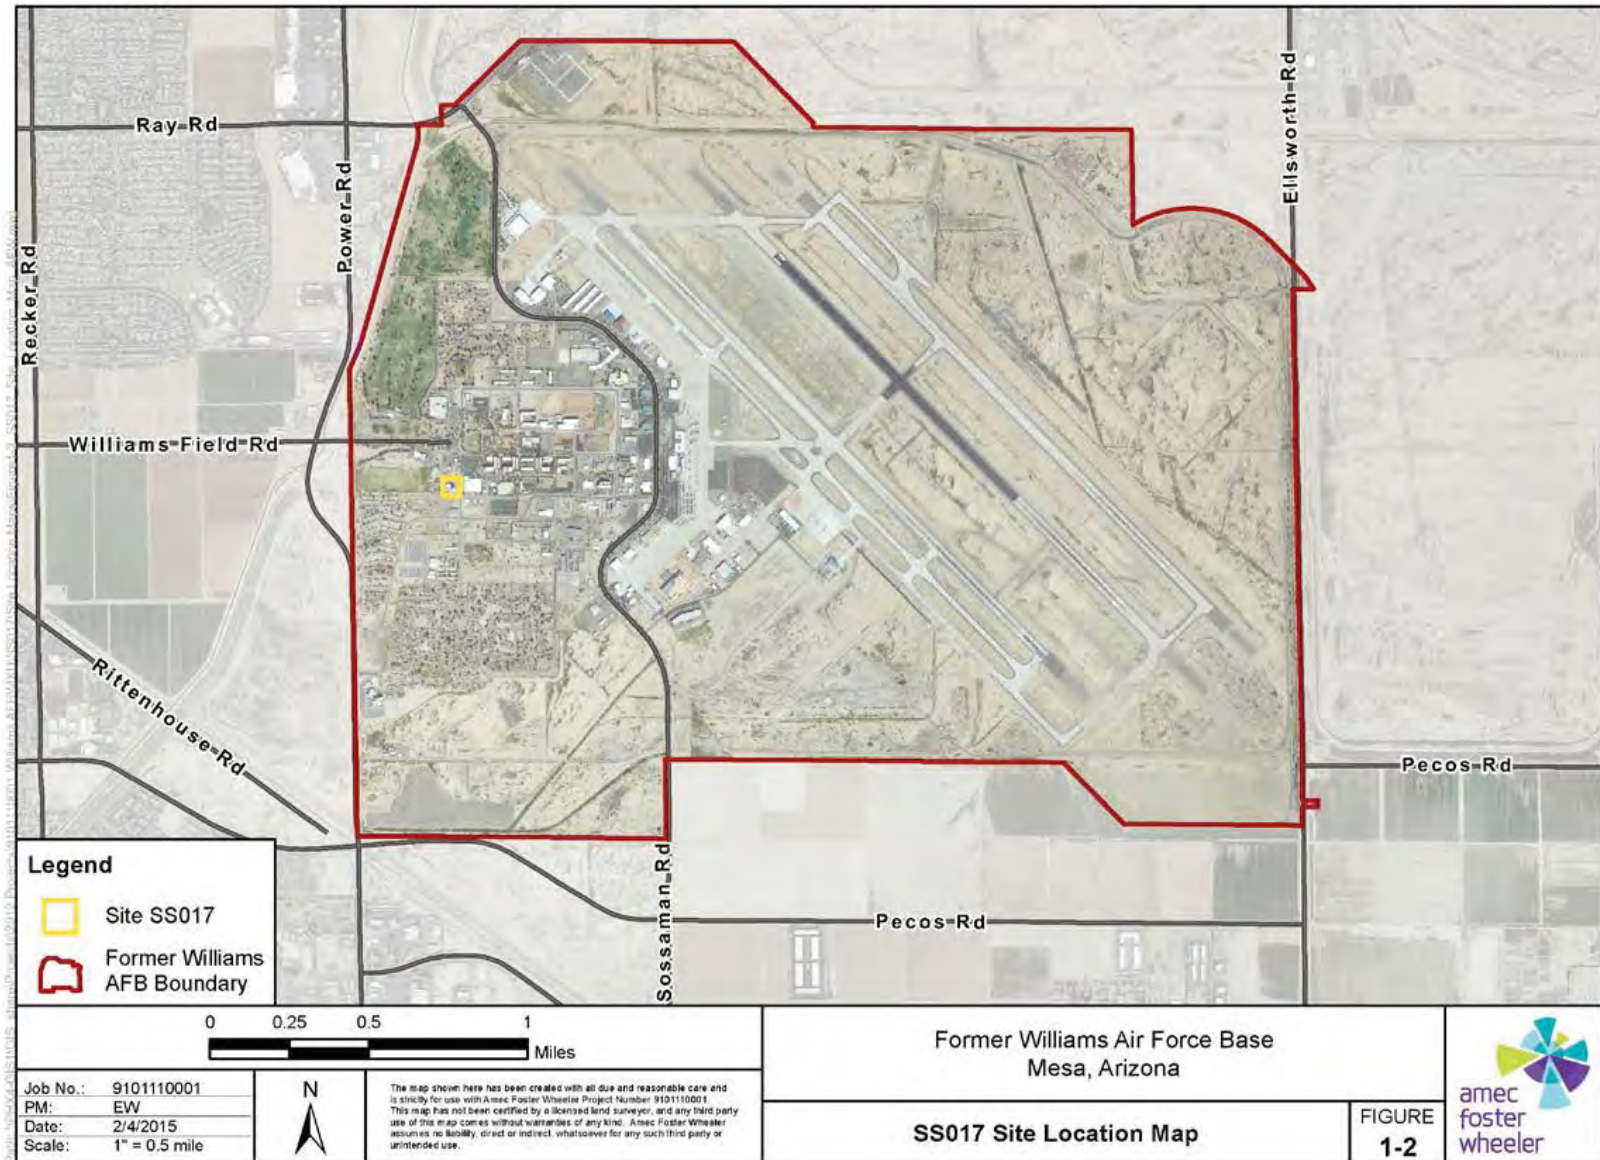 Ray Rd
Ellsworth Rd
Power Rd
Recker Rd
Williams Field Rd
Rittenhouse Rd
Pecos Rd
Sossaman Rd
Pecos Rd
Legend
Site SS017
Former Williams
AFB Boundary
0 0.25 0.5 1
Miles
Job No.: 9101110001
PM: EW
Date: 2/4/2015
Scale: 1" = 0.5 mile
N
The map shown here has been created with all due and reasonable care and
is strictly for use with Amec Foster Wheeler Project Number 9101110001.
This map has not been certified by a licensed land surveyor, and any third party
use of this map comes without warranties of any kind. Amec Foster Wheeler
assumes no liability, direct or indirect, whatsoever for any such third party or
unintended use.
Former Williams Air Force Base
Mesa, Arizona
SS017 Site Location Map
FIGURE
1-2
amec
foster
wheeler